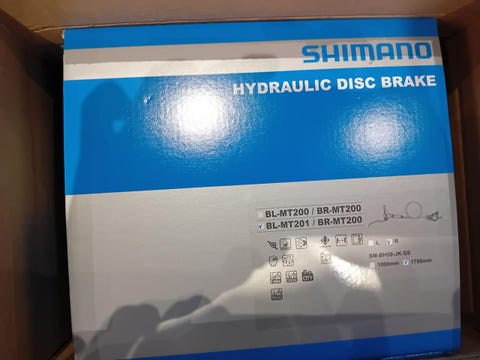 SHIMANO
HYDRAULIC DISC BRAKE
BL-MT200 / BR-MT200
BL-MT201 / BR-MT200
L R
SM-BH59-JK-SS
1000mm 1700mm